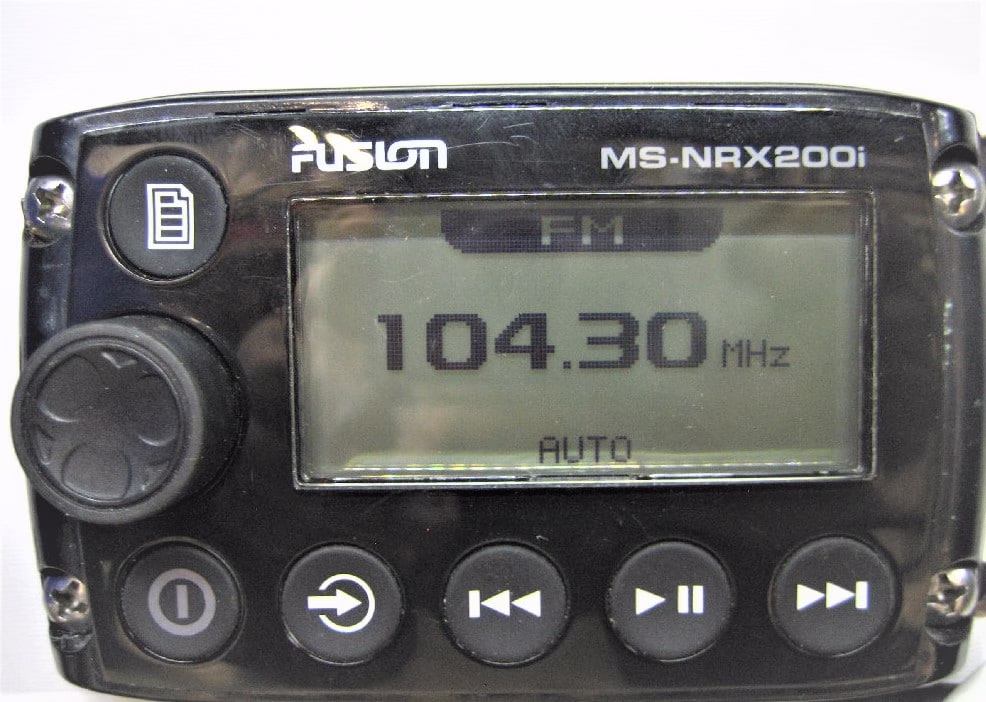 FUSION
MS-NRX200i
FM
104.30 MHz
AUTO